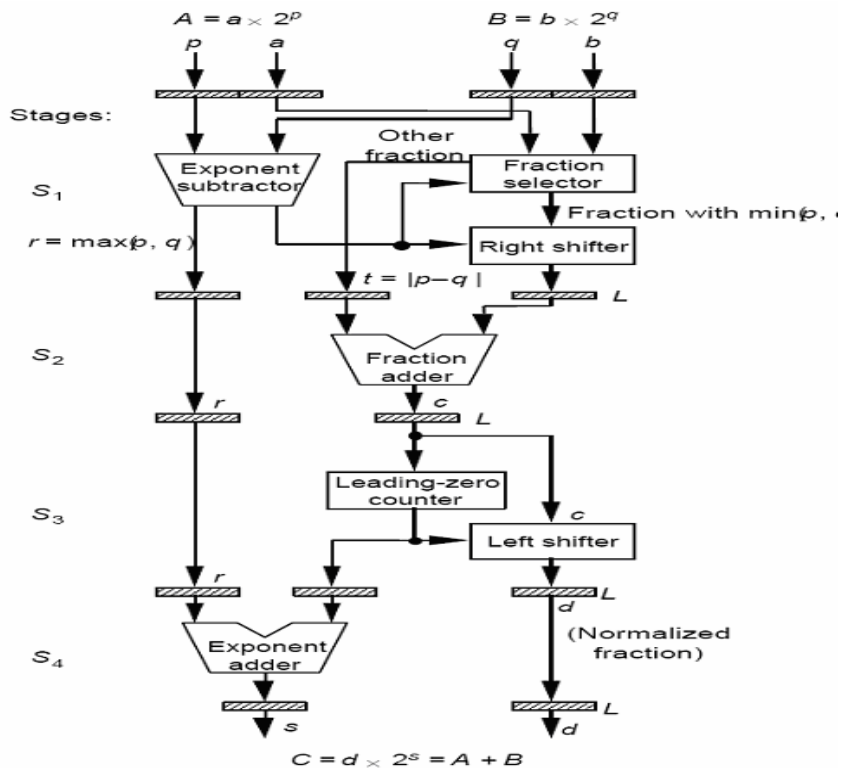 A = a × 2^p
B = b × 2^q
p
a
q
b
Stages:
Other
fraction
Exponent
subtractor
Fraction
selector
S1
Fraction with min(p,
r = max(p, q)
Right shifter
t = |p–q|
L
S2
Fraction
adder
r
c
L
Leading-zero
counter
c
S3
Left shifter
r
L
d
Exponent
adder
(Normalized
fraction)
S4
L
s
d
C = d × 2^s = A + B